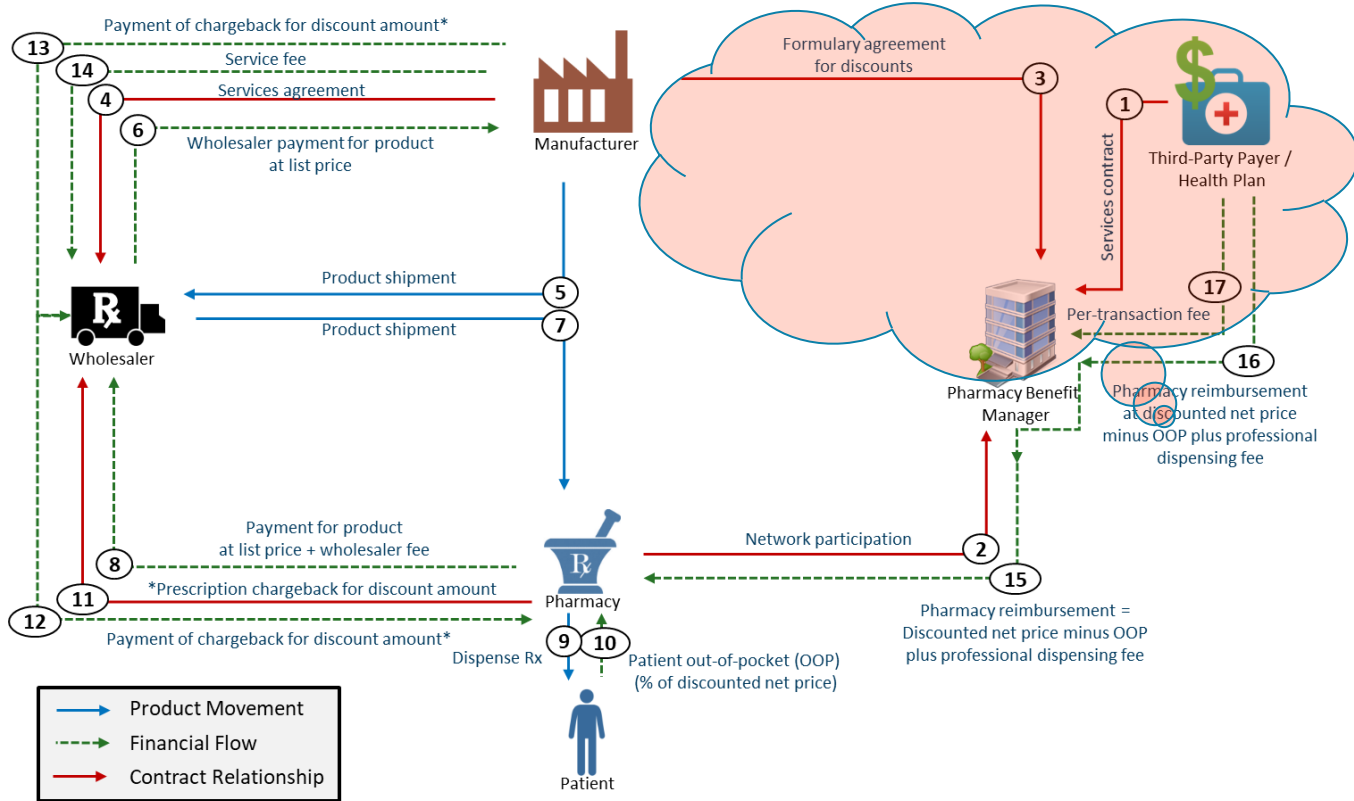 Payment of chargeback for discount amount*
13
Service fee
14
Services agreement
4
6
Wholesaler payment for product
at list price
Manufacturer
Formulary agreement
for discounts
3
1
$
Third-Party Payer /
Health Plan
Services contract
Product shipment
5
Product shipment
7
Rx
Wholesaler
17
Per-transaction fee
16
Pharmacy Benefit
Manager
Pharmacy reimbursement
at discounted net price
minus OOP plus professional
dispensing fee
Payment for product
at list price + wholesaler fee
8
*Prescription chargeback for discount amount
11
12
Payment of chargeback for discount amount*
Rx
Pharmacy
Network participation
2
15
Pharmacy reimbursement =
Discounted net price minus OOP
plus professional dispensing fee
9
10
Dispense Rx
Patient out-of-pocket (OOP)
(% of discounted net price)
Patient
Product Movement
Financial Flow
Contract Relationship